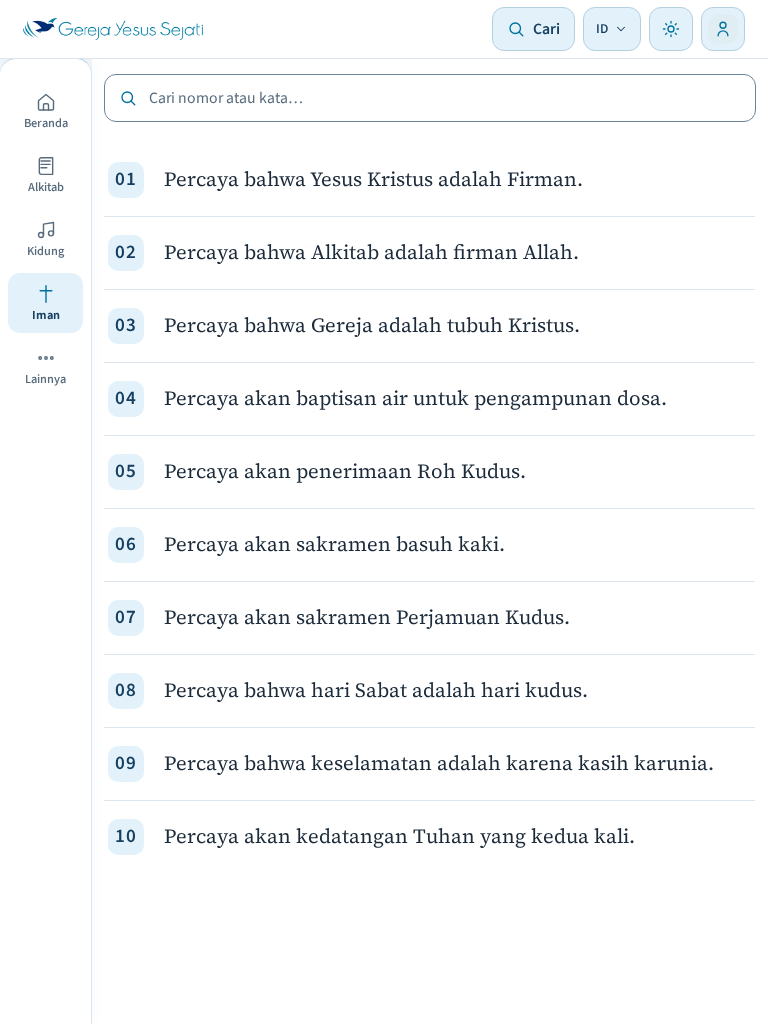 Gereja Yesus Sejati
Cari
ID
Beranda
Alkitab
Kidung
Iman
Lainnya
Cari nomor atau kata…
01 Percaya bahwa Yesus Kristus adalah Firman.
02 Percaya bahwa Alkitab adalah firman Allah.
03 Percaya bahwa Gereja adalah tubuh Kristus.
04 Percaya akan baptisan air untuk pengampunan dosa.
05 Percaya akan penerimaan Roh Kudus.
06 Percaya akan sakramen basuh kaki.
07 Percaya akan sakramen Perjamuan Kudus.
08 Percaya bahwa hari Sabat adalah hari kudus.
09 Percaya bahwa keselamatan adalah karena kasih karunia.
10 Percaya akan kedatangan Tuhan yang kedua kali.